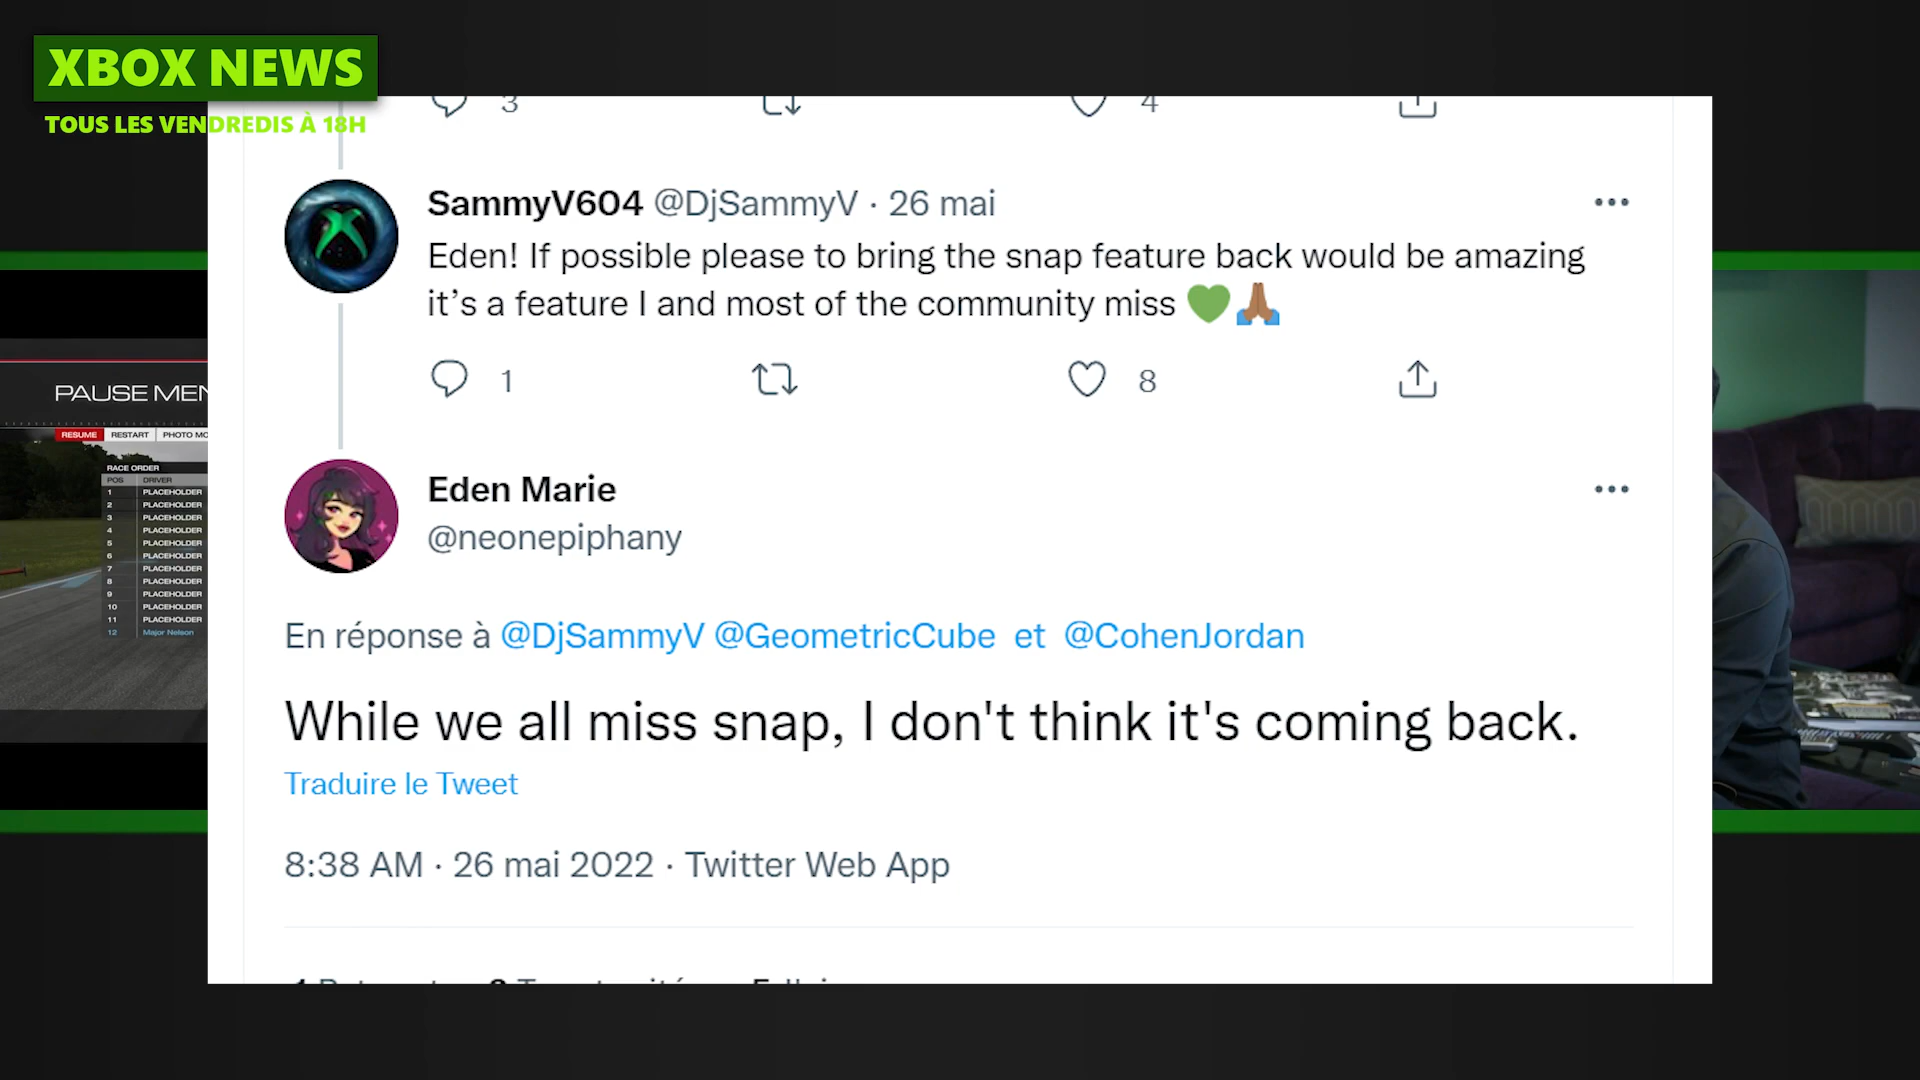 XBOX NEWS
TOUS LES VENDREDIS À 18H
3 4
SammyV604 @DjSammyV · 26 mai
Eden! If possible please to bring the snap feature back would be amazing
it's a feature I and most of the community miss 💚🙏🏾
1 8
Eden Marie
@neonepiphany
En réponse à @DjSammyV @GeometricCube et @CohenJordan
While we all miss snap, I don't think it's coming back.
Traduire le Tweet
8:38 AM · 26 mai 2022 · Twitter Web App
PAUSE MEN
RESUME RESTART PHOTO MO
RACE ORDER
POS DRIVER
1 PLACEHOLDER
2 PLACEHOLDER
3 PLACEHOLDER
4 PLACEHOLDER
5 PLACEHOLDER
6 PLACEHOLDER
7 PLACEHOLDER
8 PLACEHOLDER
9 PLACEHOLDER
10 PLACEHOLDER
11 PLACEHOLDER
12 Major Nelson